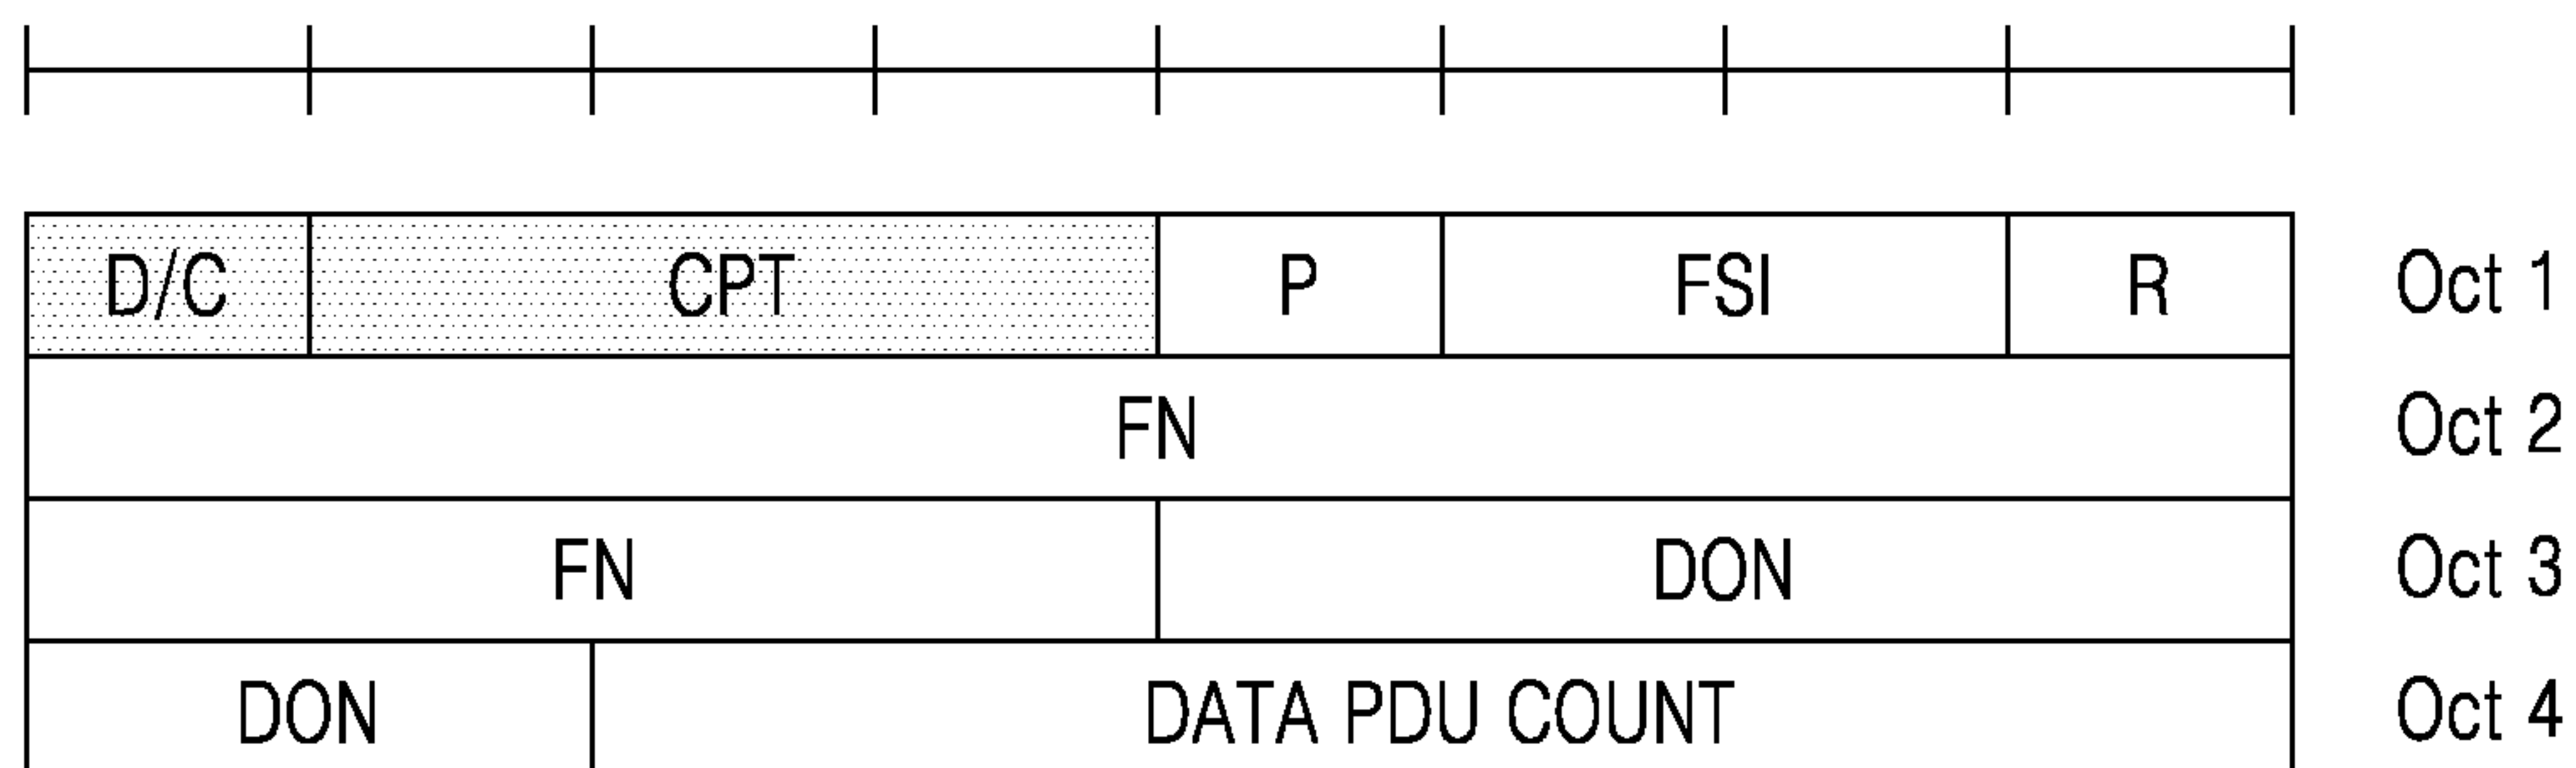 D/C CPT P FSI R Oct 1
FN Oct 2
FN DON Oct 3
DON DATA PDU COUNT Oct 4